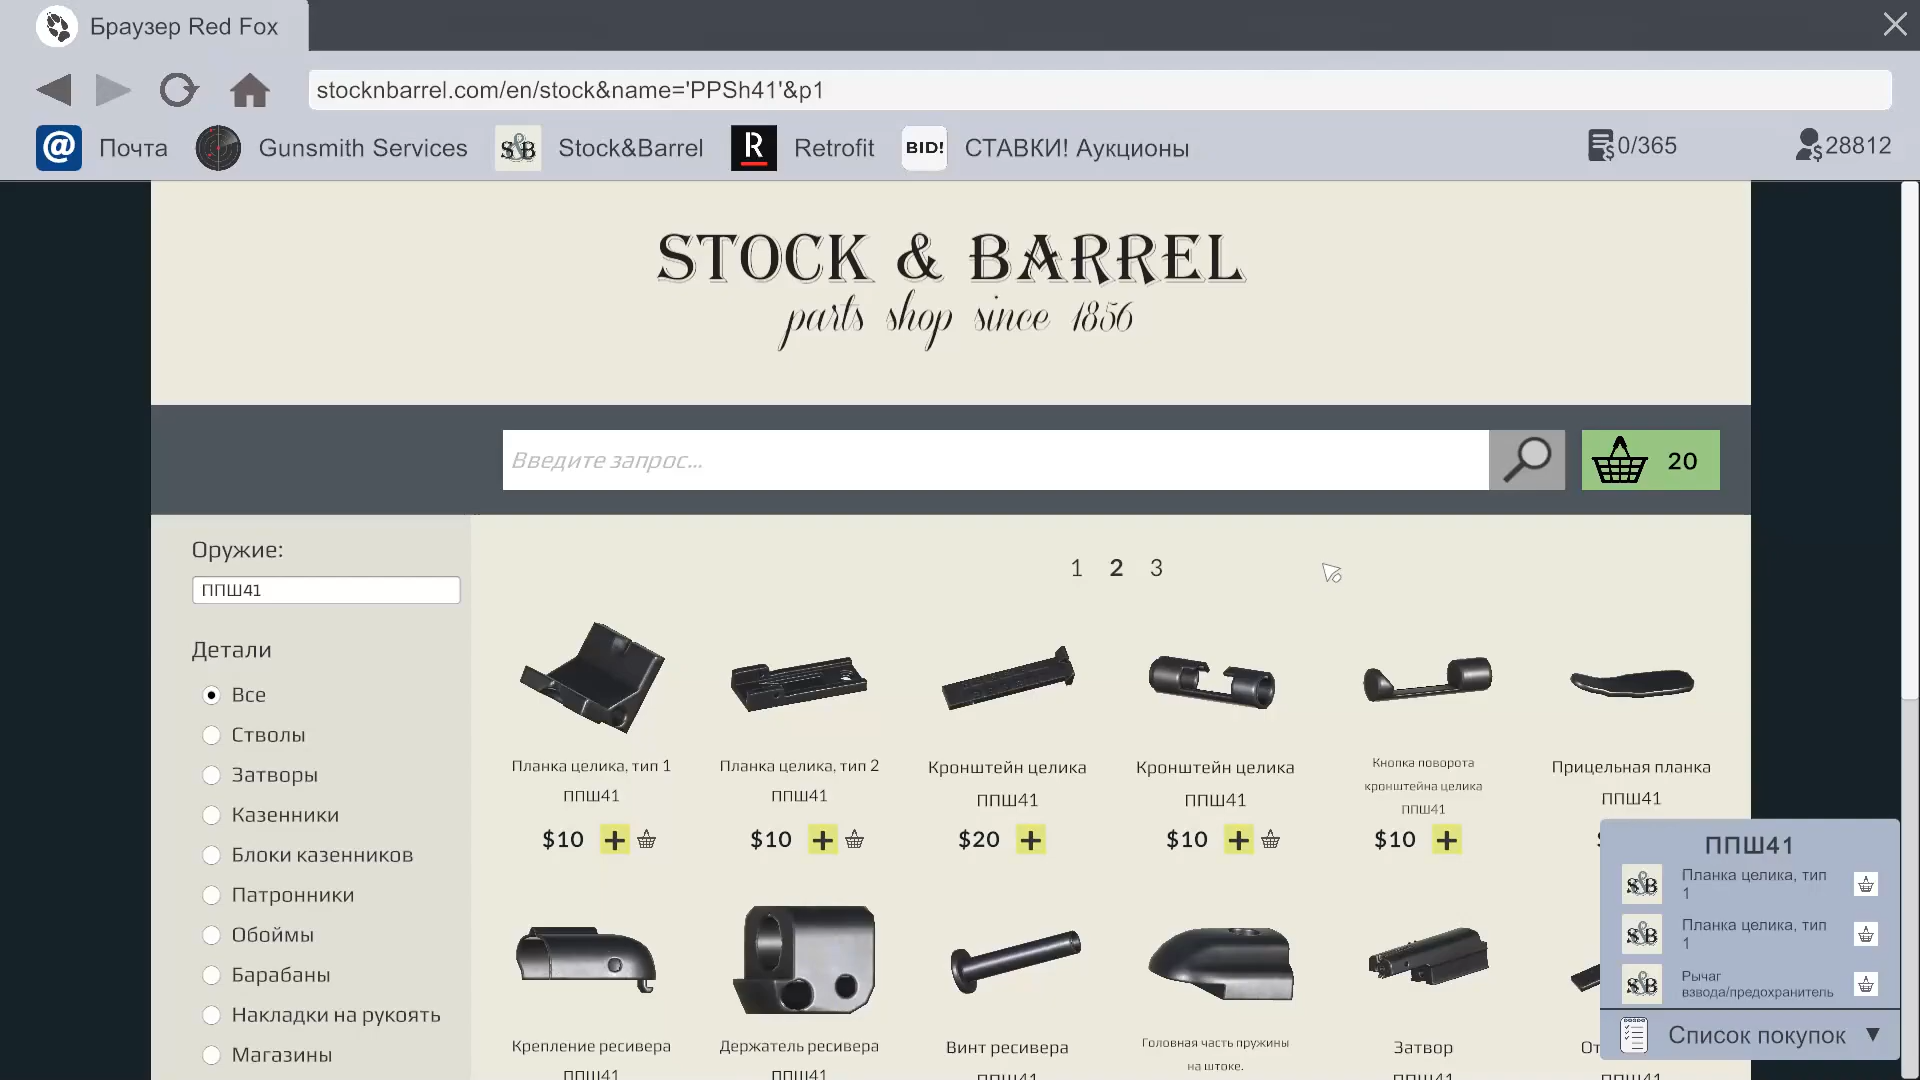 Браузер Red Fox
stocknbarrel.com/en/stock&name='PPSh41'&p1
@ Почта Gunsmith Services S&B Stock&Barrel R Retrofit BID! СТАВКИ! Аукционы 0/365 28812
STOCK & BARREL
parts shop since 1856
Введите запрос...
20
Оружие:
ППШ41
1 2 3
Детали
Все
Стволы
Затворы
Казенники
Блоки казенников
Патронники
Обоймы
Барабаны
Накладки на рукоять
Магазины
Планка целика, тип 1
ППШ41
$10 +
Планка целика, тип 2
ППШ41
$10 +
Кронштейн целика
ППШ41
$20 +
Кронштейн целика
ППШ41
$10 +
Кнопка поворота
кронштейна целика
ППШ41
$10 +
Прицельная планка
ППШ41
Крепление ресивера
ППШ41
Держатель ресивера
ППШ41
Винт ресивера
ППШ41
Головная часть пружины
на штоке.
Затвор
ППШ41
ППШ41
S&B Планка целика, тип
1
S&B Планка целика, тип
1
S&B Рычаг
взвода/предохранитель
Список покупок ▼